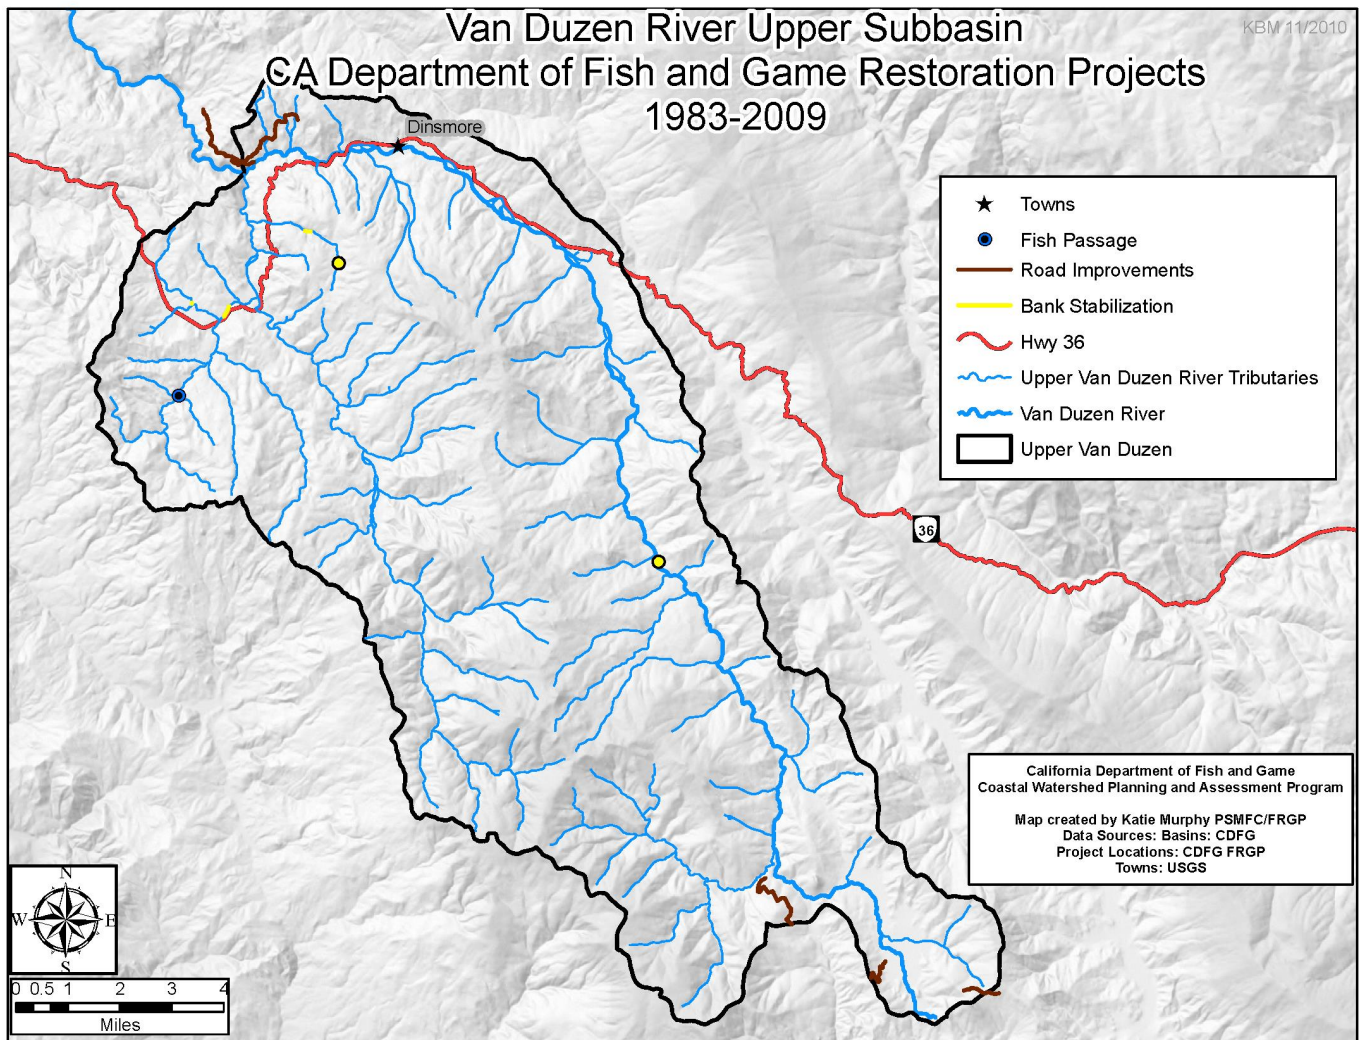 Van Duzen River Upper Subbasin
CA Department of Fish and Game Restoration Projects
1983-2009
KBM 11/2010
Dinsmore
Towns
Fish Passage
Road Improvements
Bank Stabilization
Hwy 36
Upper Van Duzen River Tributaries
Van Duzen River
Upper Van Duzen
36
California Department of Fish and Game
Coastal Watershed Planning and Assessment Program
Map created by Katie Murphy PSMFC/FRGP
Data Sources: Basins: CDFG
Project Locations: CDFG FRGP
Towns: USGS
N
W E
S
0 0.5 1 2 3 4
Miles